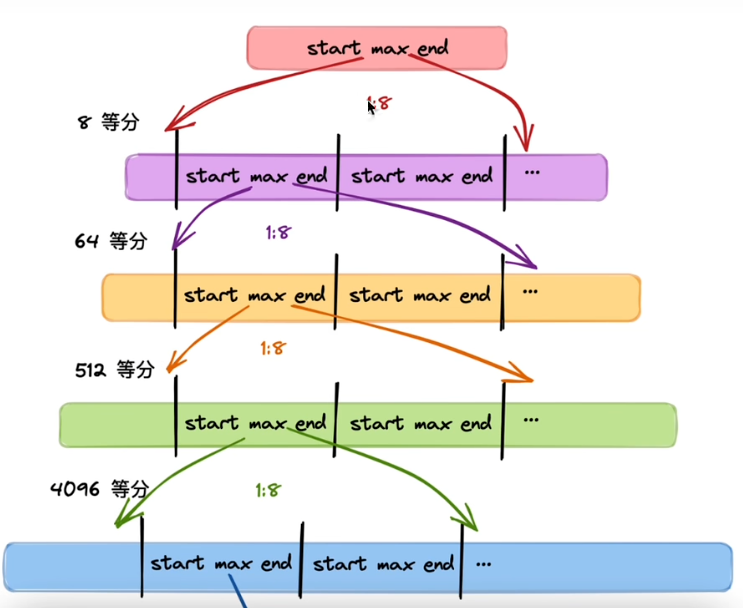 start max end
1:8
8 等分
start max end start max end ...
1:8
64 等分
start max end start max end ...
1:8
512 等分
start max end start max end ...
1:8
4096 等分
start max end start max end ...